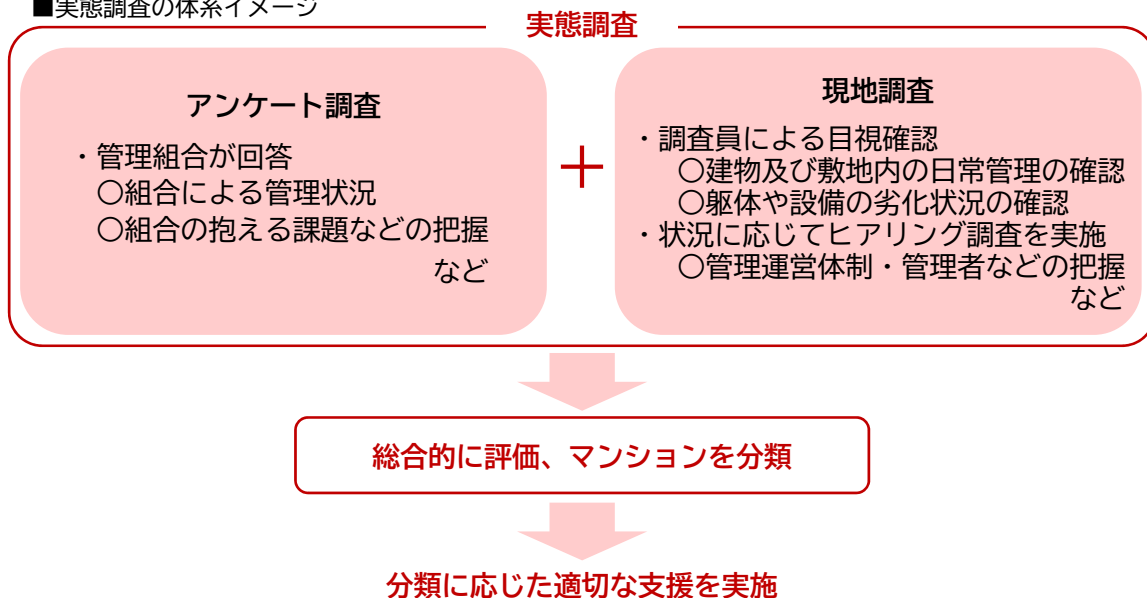 ■実態調査の体系イメージ
実態調査
アンケート調査
・管理組合が回答
〇組合による管理状況
〇組合の抱える課題などの把握
など
＋
現地調査
・調査員による目視確認
〇建物及び敷地内の日常管理の確認
〇躯体や設備の劣化状況の確認
・状況に応じてヒアリング調査を実施
〇管理運営体制・管理者などの把握
など
総合的に評価、マンションを分類
分類に応じた適切な支援を実施